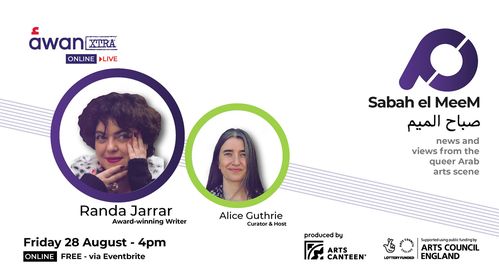 awan XTRA
ONLINE LIVE
Randa Jarrar
Award-winning Writer
Alice Guthrie
Curator & Host
Friday 28 August - 4pm
ONLINE FREE - via Eventbrite
Sabah el MeeM
صباح الميم
news and
views from the
queer Arab
arts scene
produced by
ARTS
CANTEEN
LOTTERY FUNDED
Supported using public funding by
ARTS COUNCIL
ENGLAND